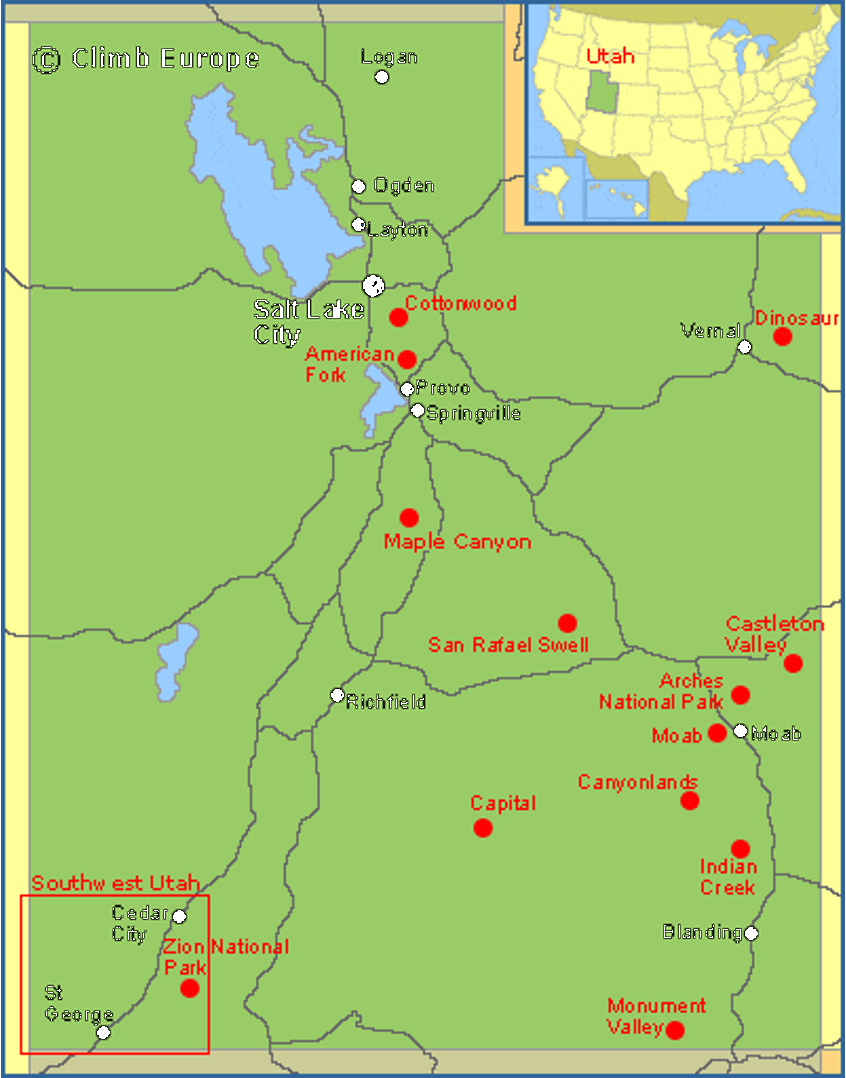 © Climb Europe
Logan
Utah
Ogden
Layton
Salt Lake
City
Cottonwood
Dinosaur
Vernal
American
Fork
Provo
Springville
Maple Canyon
San Rafael Swell
Castleton
Valley
Arches
National Park
Richfield
Moab
Moab
Canyonlands
Capital
Indian
Creek
Southwest Utah
Cedar
City
Blanding
Zion National
Park
St
George
Monument
Valley